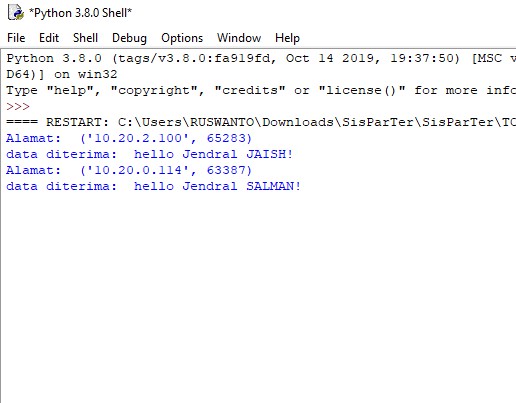 *Python 3.8.0 Shell*
File Edit Shell Debug Options Window Help
Python 3.8.0 (tags/v3.8.0:fa919fd, Oct 14 2019, 19:37:50) [MSC v
D64)] on win32
Type "help", "copyright", "credits" or "license()" for more info
>>>
==== RESTART: C:\Users\RUSWANTO\Downloads\SisParTer\SisParTer\TC
Alamat:  ('10.20.2.100', 65283)
data diterima:  hello Jendral JAISH!
Alamat:  ('10.20.0.114', 63387)
data diterima:  hello Jendral SALMAN!